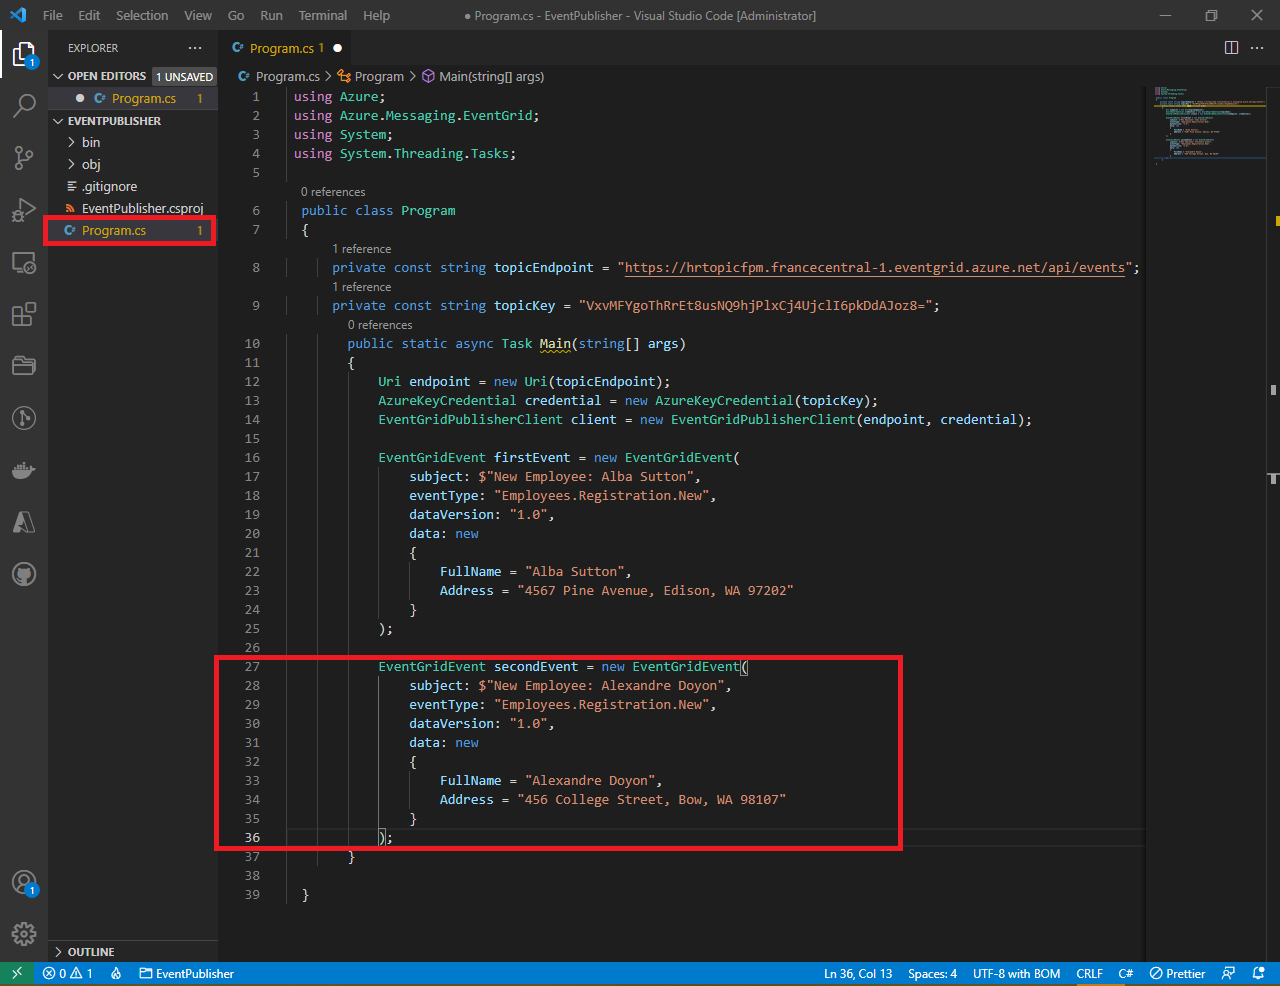 File Edit Selection View Go Run Terminal Help
● Program.cs - EventPublisher - Visual Studio Code [Administrator]
EXPLORER
OPEN EDITORS 1 UNSAVED
Program.cs 1
EVENTPUBLISHER
bin
obj
.gitignore
EventPublisher.csproj
Program.cs 1
OUTLINE
Program.cs 1
Program.cs > Program > Main(string[] args)
1 using Azure;
2 using Azure.Messaging.EventGrid;
3 using System;
4 using System.Threading.Tasks;
5
0 references
6 public class Program
7 {
1 reference
8 private const string topicEndpoint = "https://hrtopicfpm.francecentral-1.eventgrid.azure.net/api/events";
1 reference
9 private const string topicKey = "VxvMFYgoThRrEt8usNQ9hjPlxCj4UjclI6pkDdAJoz8=";
0 references
10 public static async Task Main(string[] args)
11 {
12 Uri endpoint = new Uri(topicEndpoint);
13 AzureKeyCredential credential = new AzureKeyCredential(topicKey);
14 EventGridPublisherClient client = new EventGridPublisherClient(endpoint, credential);
15
16 EventGridEvent firstEvent = new EventGridEvent(
17 subject: $"New Employee: Alba Sutton",
18 eventType: "Employees.Registration.New",
19 dataVersion: "1.0",
20 data: new
21 {
22 FullName = "Alba Sutton",
23 Address = "4567 Pine Avenue, Edison, WA 97202"
24 }
25 );
26
27 EventGridEvent secondEvent = new EventGridEvent(
28 subject: $"New Employee: Alexandre Doyon",
29 eventType: "Employees.Registration.New",
30 dataVersion: "1.0",
31 data: new
32 {
33 FullName = "Alexandre Doyon",
34 Address = "456 College Street, Bow, WA 98107"
35 }
36 );
37 }
38
39 }
1
1
0 1 EventPublisher Ln 36, Col 13 Spaces: 4 UTF-8 with BOM CRLF C# Prettier